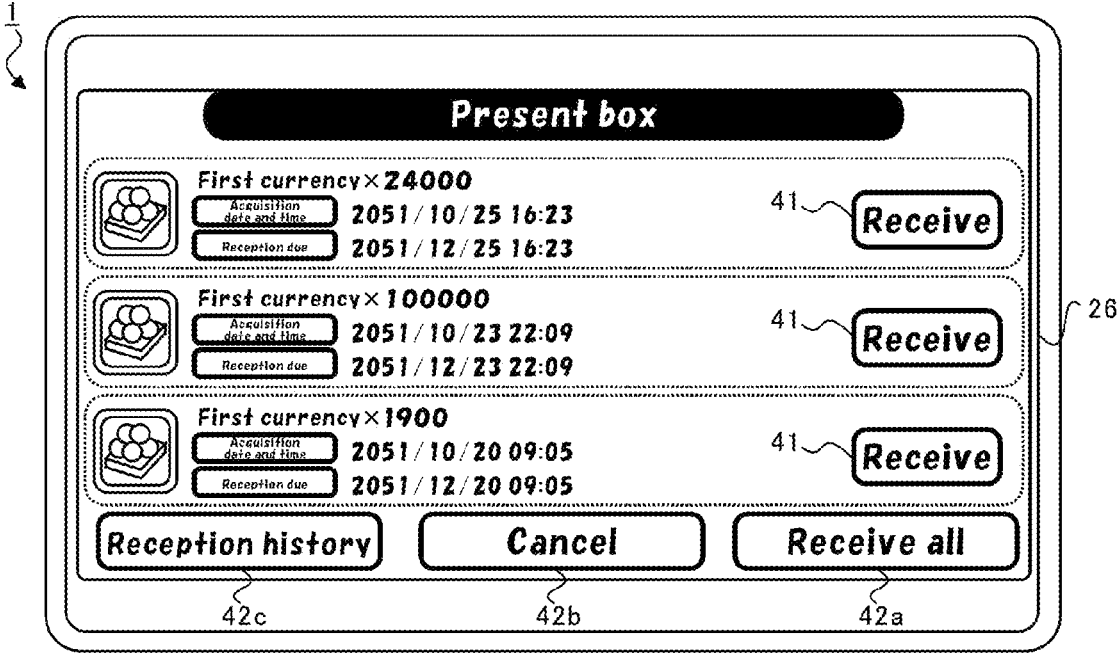 1
Present box
First currency×24000
Acquisition
date and time
2051/10/25 16:23
Reception due
2051/12/25 16:23
41
Receive
First currency×100000
Acquisition
date and time
2051/10/23 22:09
Reception due
2051/12/23 22:09
41
Receive
26
First currency×1900
Acquisition
date and time
2051/10/20 09:05
Reception due
2051/12/20 09:05
41
Receive
Reception history
Cancel
Receive all
42c
42b
42a